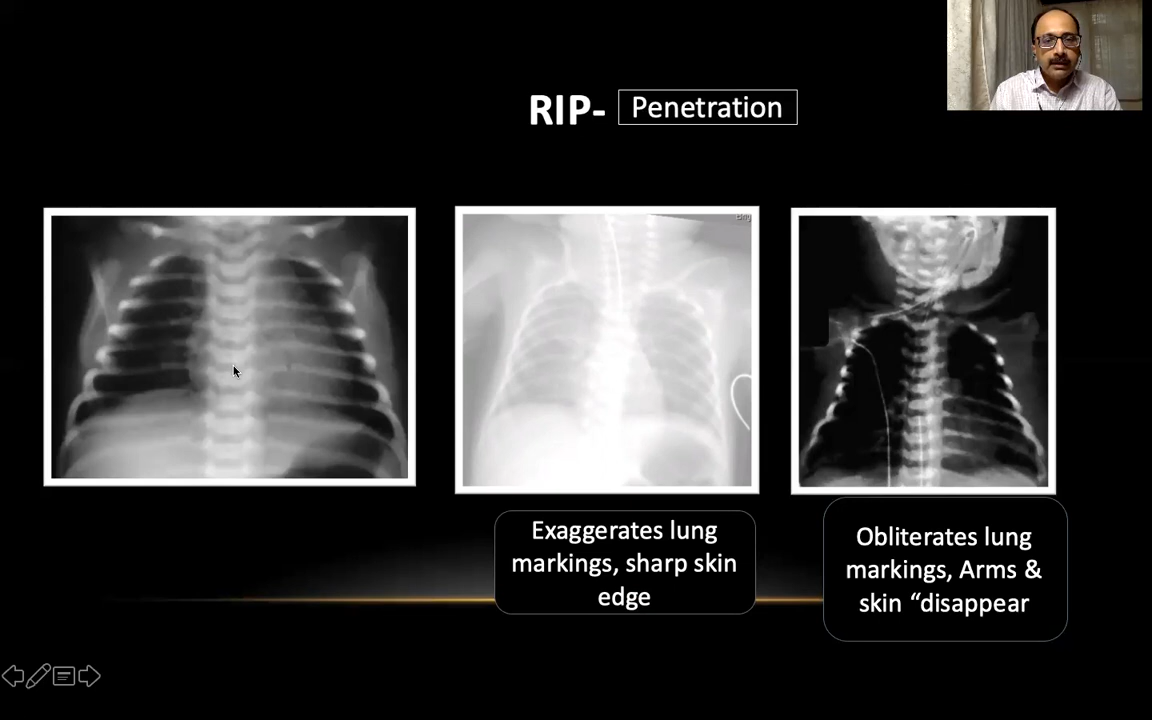 RIP- Penetration
Exaggerates lung
markings, sharp skin
edge
Obliterates lung
markings, Arms &
skin “disappear